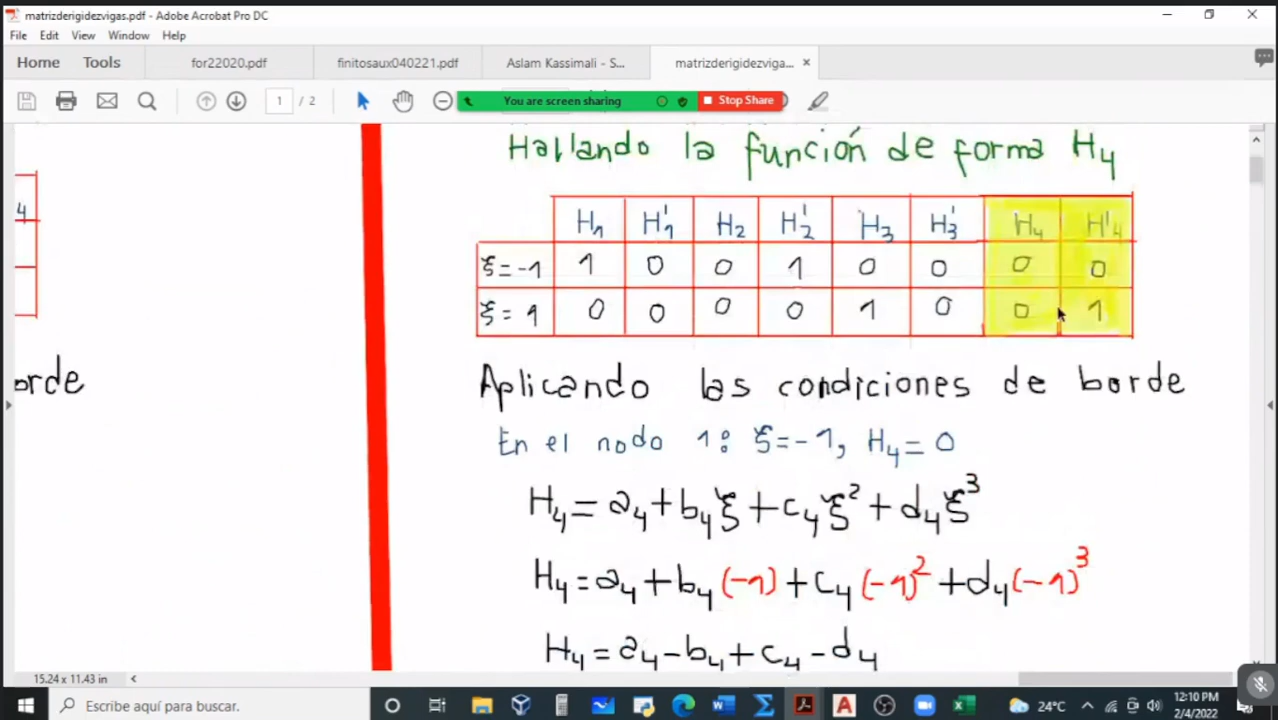 matrizderigidezvigas.pdf - Adobe Acrobat Pro DC
File Edit View Window Help
Home Tools for22020.pdf finitosaux040221.pdf Aslam Kassimali - S... matrizderigidezviga... ×
1 / 2 You are screen sharing Stop Share
Hallando la función de forma H₄
4
H₁ H'₁ H₂ H'₂ H₃ H'₃ H₄ H'₄
ξ=-1 1 0 0 1 0 0 0 0
ξ=1 0 0 0 0 1 0 0 1
orde
Aplicando las condiciones de borde
En el nodo 1: ξ=-1, H₄=0
H₄=a₄+b₄ξ+c₄ξ²+d₄ξ³
H₄=a₄+b₄(-1)+c₄(-1)²+d₄(-1)³
H₄=a₄-b₄+c₄-d₄
15.24 x 11.43 in
Escribe aquí para buscar. 24°C 12:10 PM
2/4/2022